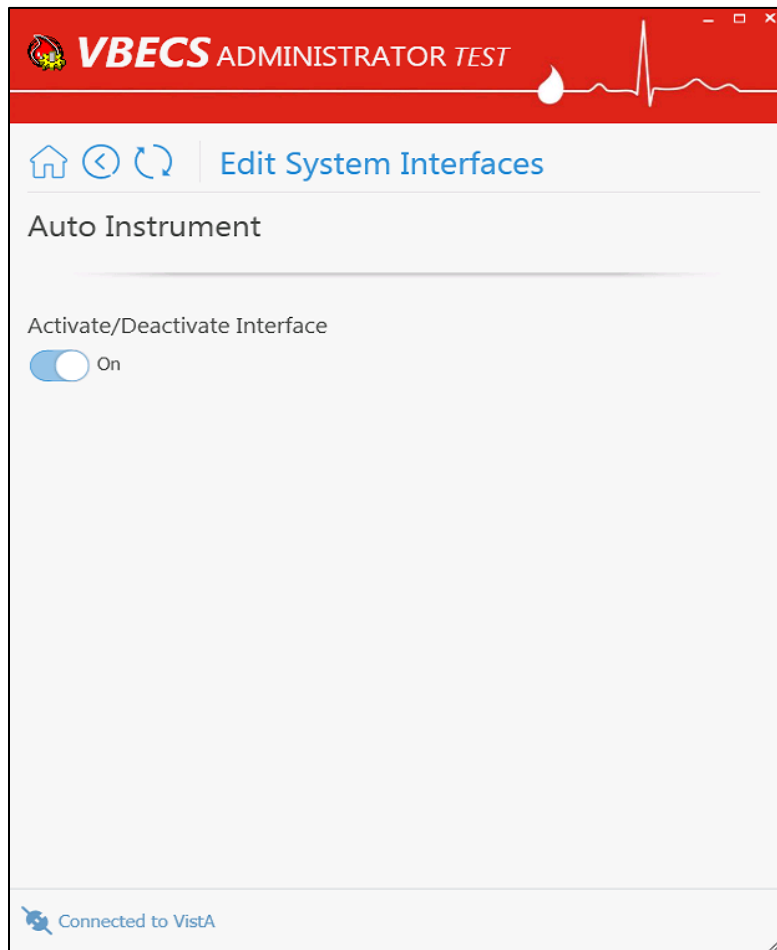 VBECS ADMINISTRATOR TEST
Edit System Interfaces
Auto Instrument
Activate/Deactivate Interface
On
Connected to VistA